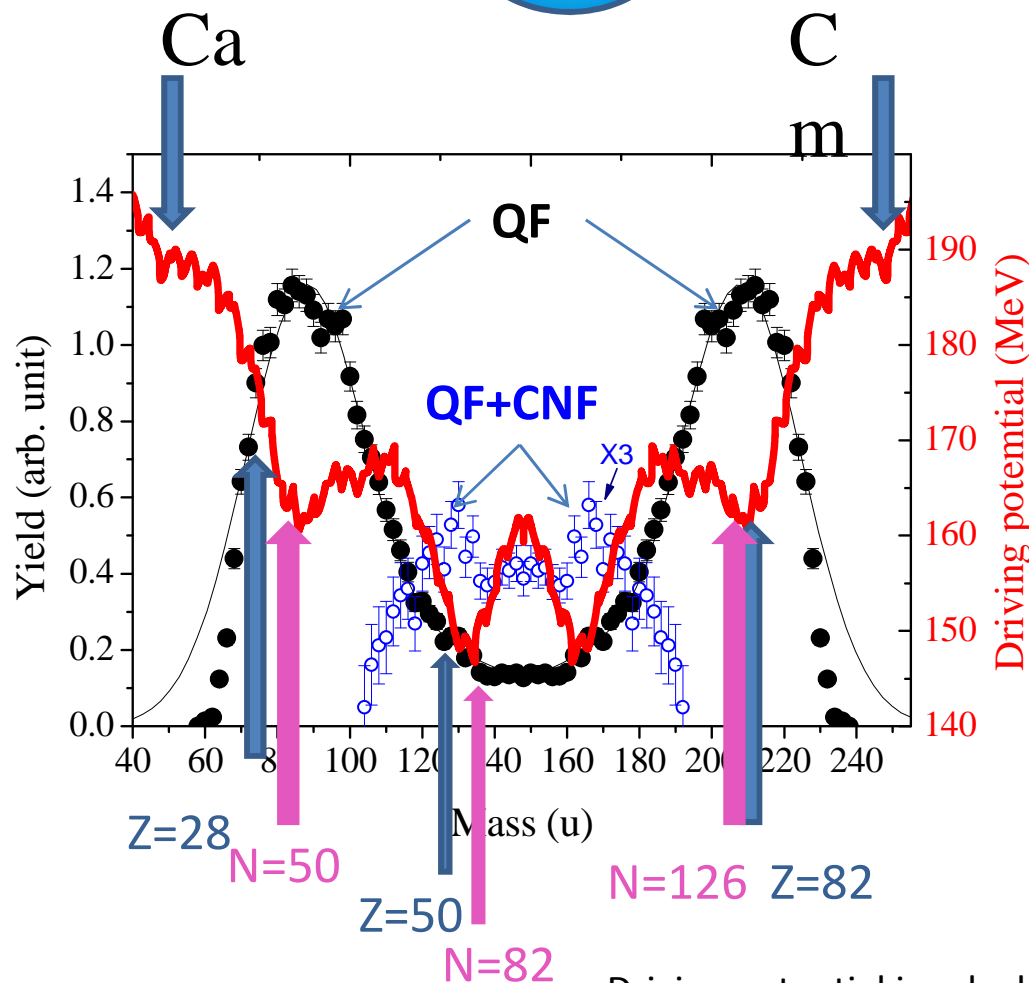 Ca
C
m
QF
QF+CNF
X3
Yield (arb. unit)
1.4
1.2
1.0
0.8
0.6
0.4
0.2
0.0
190
180
170
160
150
140
Driving potential (MeV)
40 60 80 100 120 140 160 180 200 220 240
Mass (u)
Z=28
N=50
Z=50
N=82
N=126 Z=82